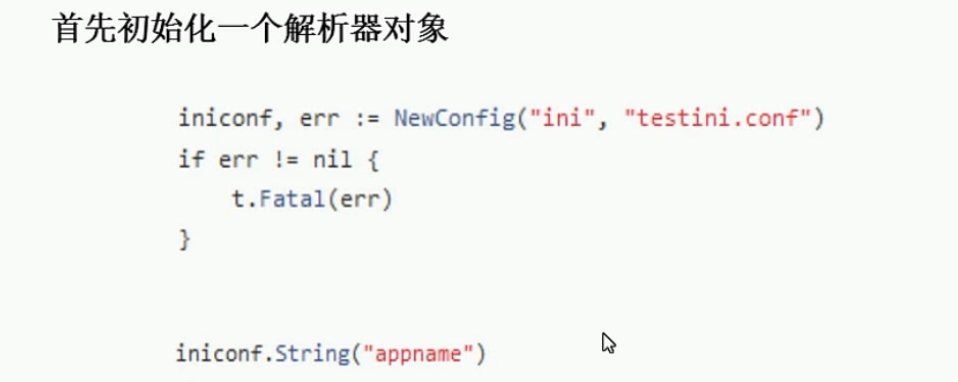 首先初始化一个解析器对象
iniconf, err := NewConfig("ini", "testini.conf")
if err != nil {
    t.Fatal(err)
}
iniconf.String("appname")